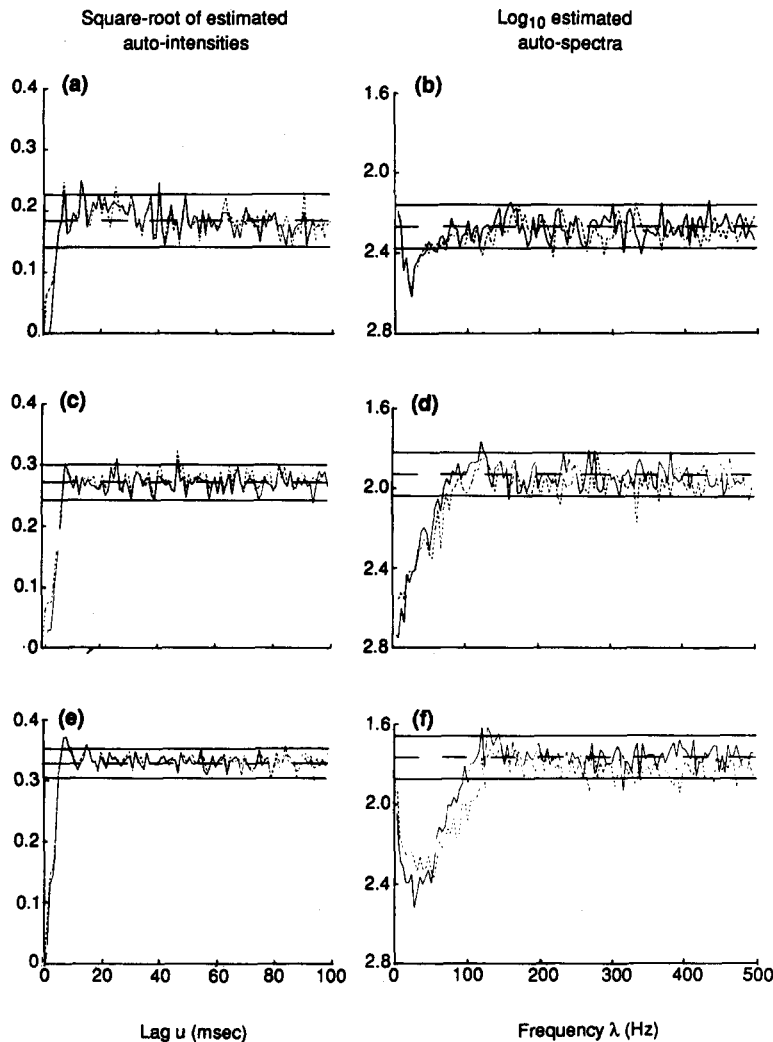 Square-root of estimated
auto-intensities
Log10 estimated
auto-spectra
(a)
0.4
0.3
0.2
0.1
0.
(b)
1.6
2.0
2.4
2.8
(c)
0.4
0.3
0.2
0.1
0
(d)
1.6
2.0
2.4
2.8
(e)
0.4
0.3
0.2
0.1
0
0 20 40 60 80 100
Lag u (msec)
(f)
1.6
2.0
2.4
2.8
0 100 200 300 400 500
Frequency λ (Hz)